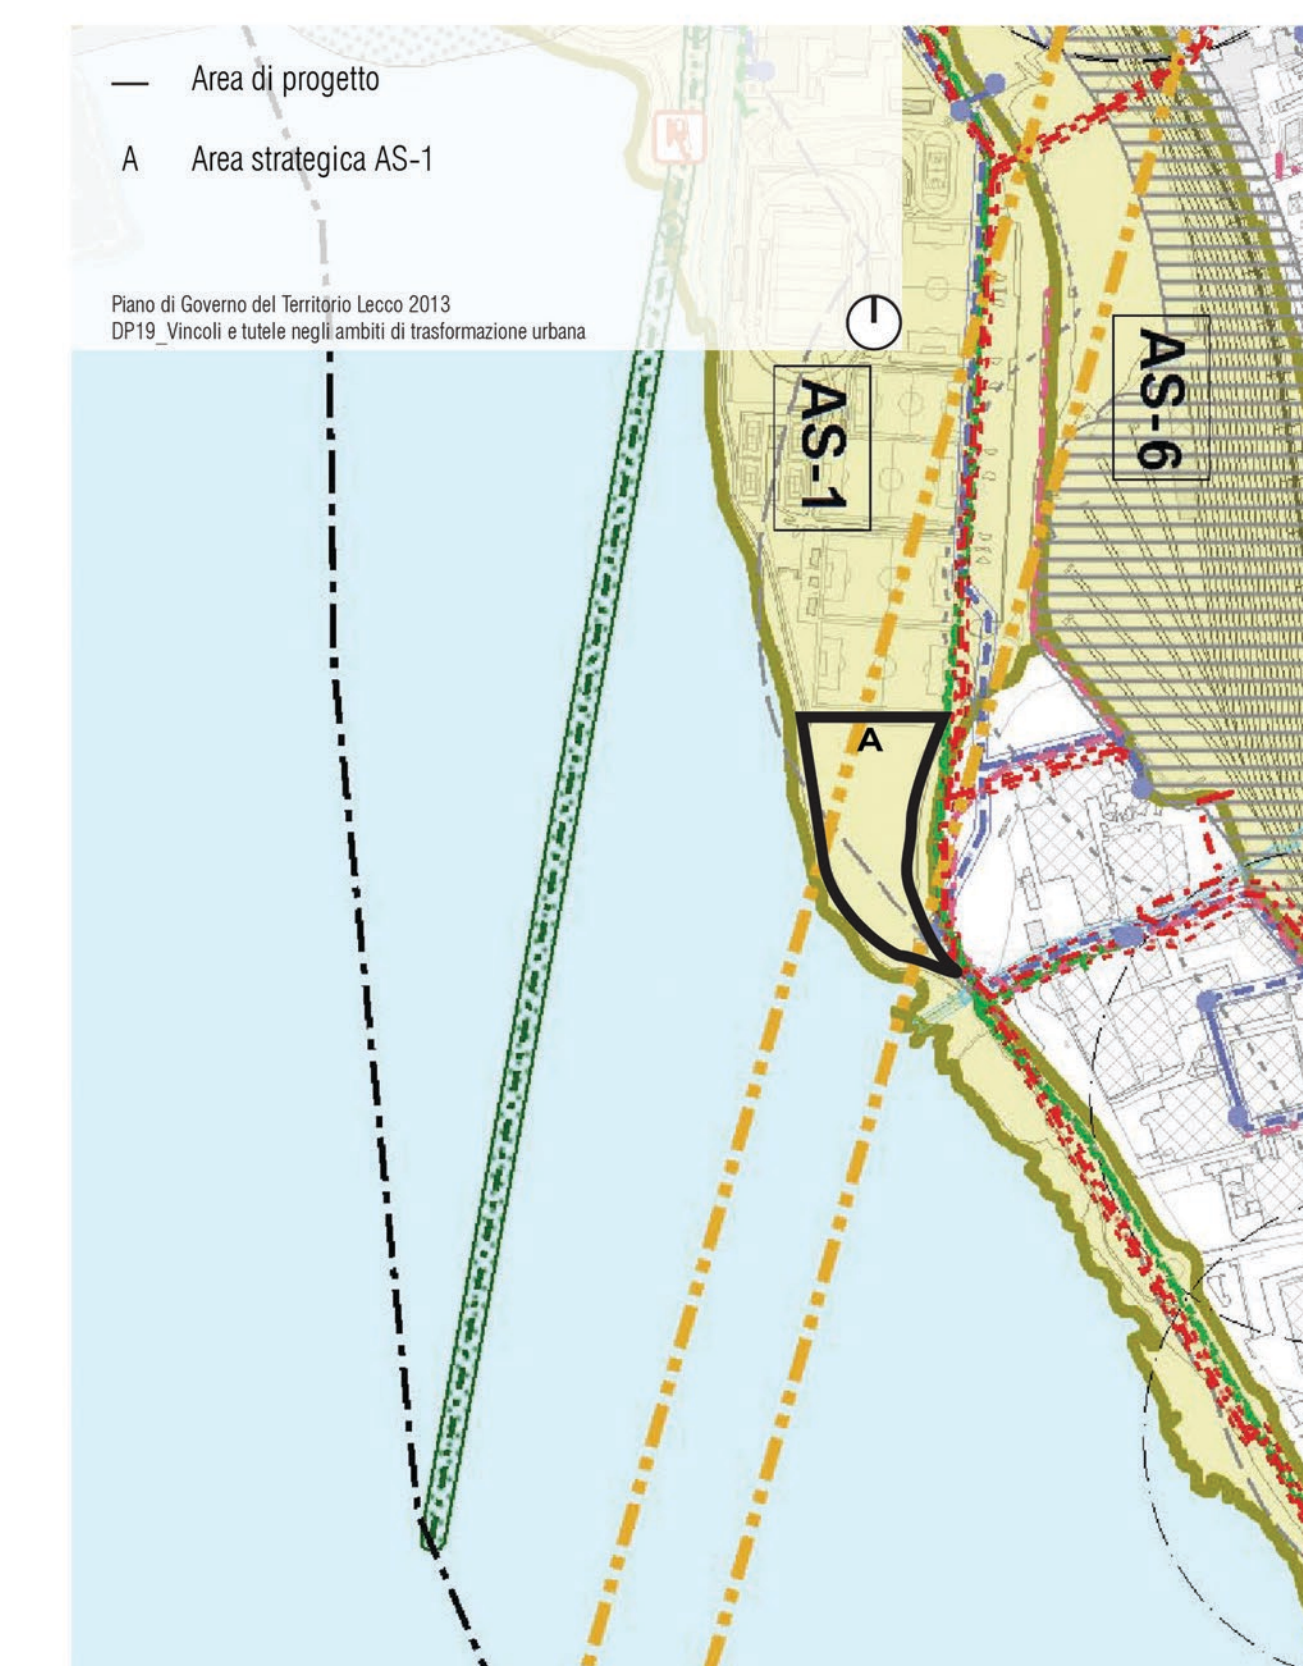 — Area di progetto
A Area strategica AS-1
Piano di Governo del Territorio Lecco 2013
DP19_Vincoli e tutele negli ambiti di trasformazione urbana
AS-1
AS-6
A